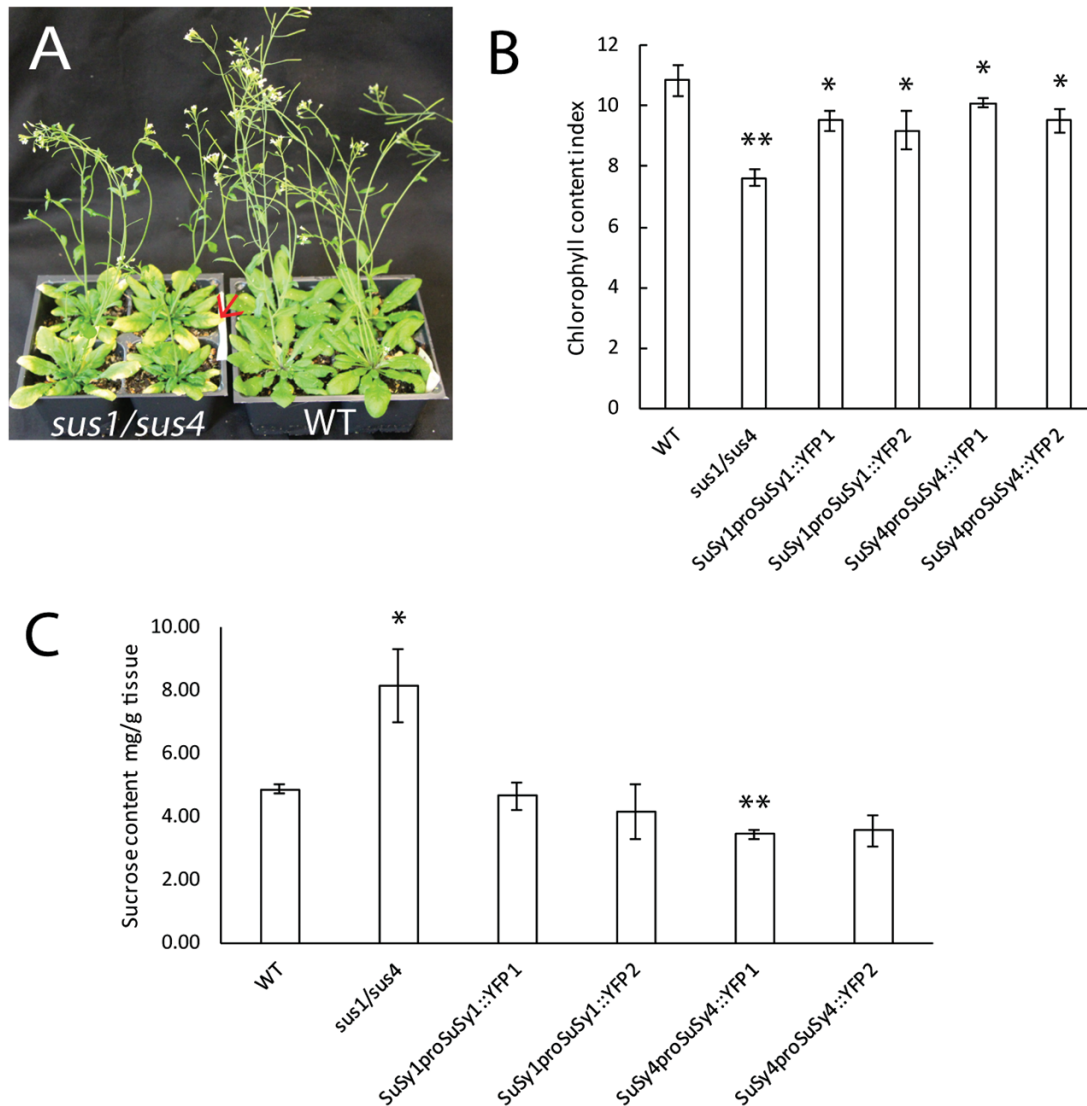 A
sus1/sus4
WT
B
Chlorophyll content index
12
10
8
6
4
2
0
*
**
*
*
*
*
WT
sus1/sus4
SuSy1proSuSy1::YFP1
SuSy1proSuSy1::YFP2
SuSy4proSuSy4::YFP1
SuSy4proSuSy4::YFP2
C
Sucrose content mg/g tissue
10.00
8.00
6.00
4.00
2.00
0.00
*
**
WT
sus1/sus4
SuSy1proSuSy1::YFP1
SuSy1proSuSy1::YFP2
SuSy4proSuSy4::YFP1
SuSy4proSuSy4::YFP2